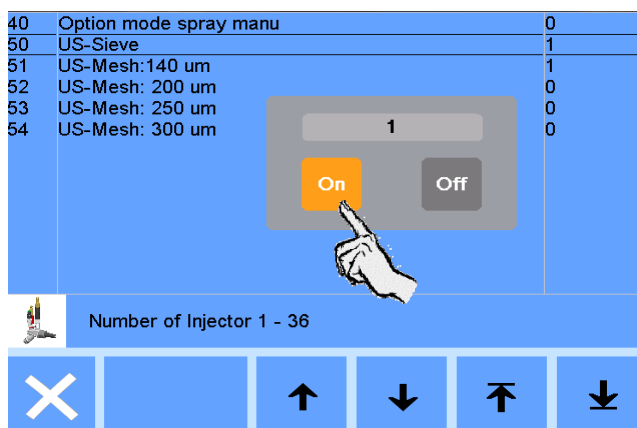 40 Option mode spray manu 0
50 US-Sieve 1
51 US-Mesh:140 um 1
52 US-Mesh: 200 um 0
53 US-Mesh: 250 um 0
54 US-Mesh: 300 um 0
1
On Off
Number of Injector 1 - 36